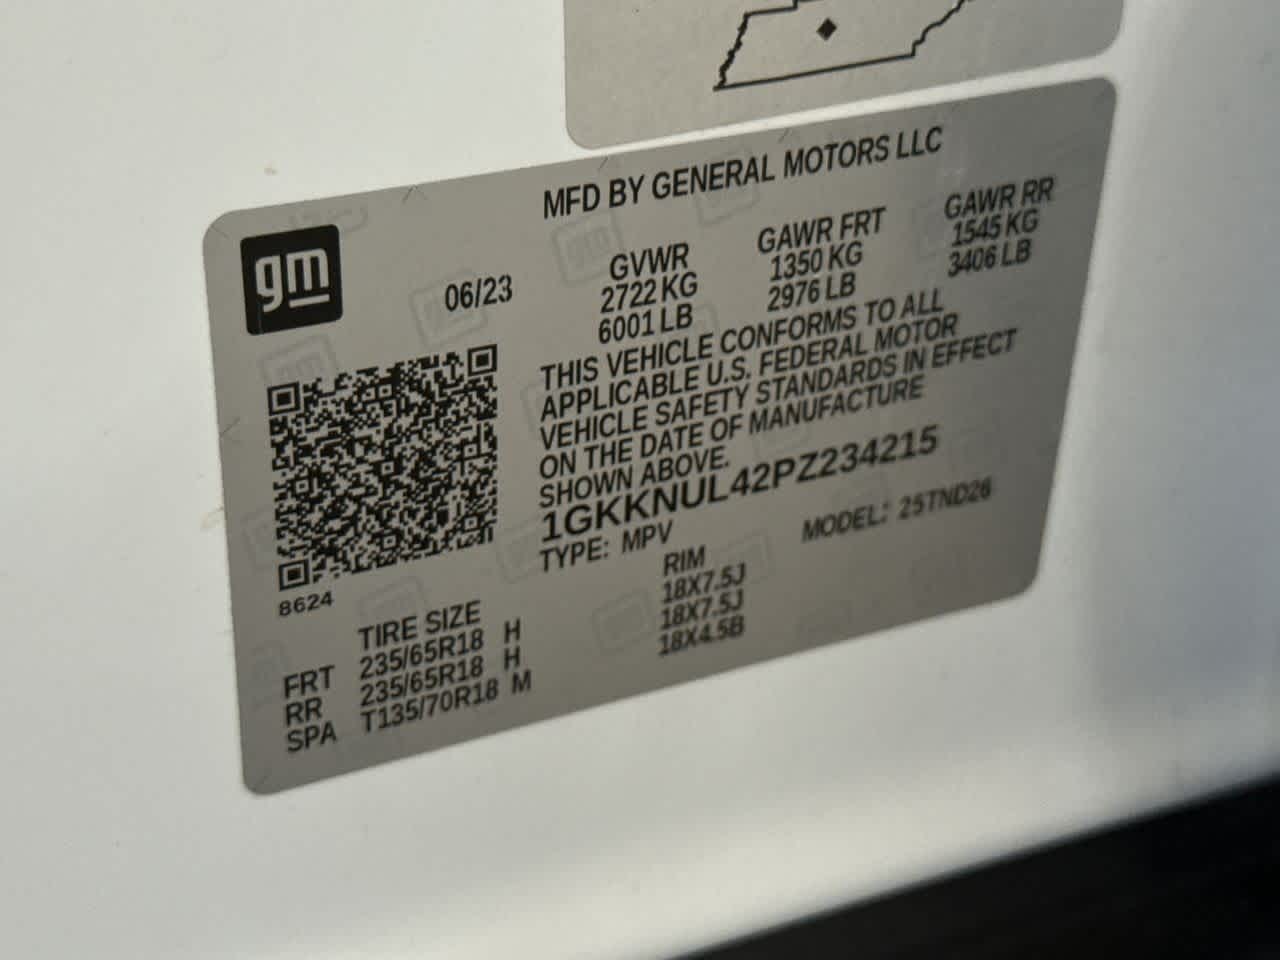 MFD BY GENERAL MOTORS LLC
gm
06/23
GVWR
2722 KG
6001 LB
GAWR FRT
1350 KG
2976 LB
GAWR RR
1545 KG
3406 LB
THIS VEHICLE CONFORMS TO ALL
APPLICABLE U.S. FEDERAL MOTOR
VEHICLE SAFETY STANDARDS IN EFFECT
ON THE DATE OF MANUFACTURE
SHOWN ABOVE.
1GKKNUL42PZ234215
TYPE: MPV
MODEL: 25TND26
8624
TIRE SIZE
RIM
FRT 235/65R18 H 18X7.5J
RR 235/65R18 H 18X7.5J
SPA T135/70R18 M 18X4.5B